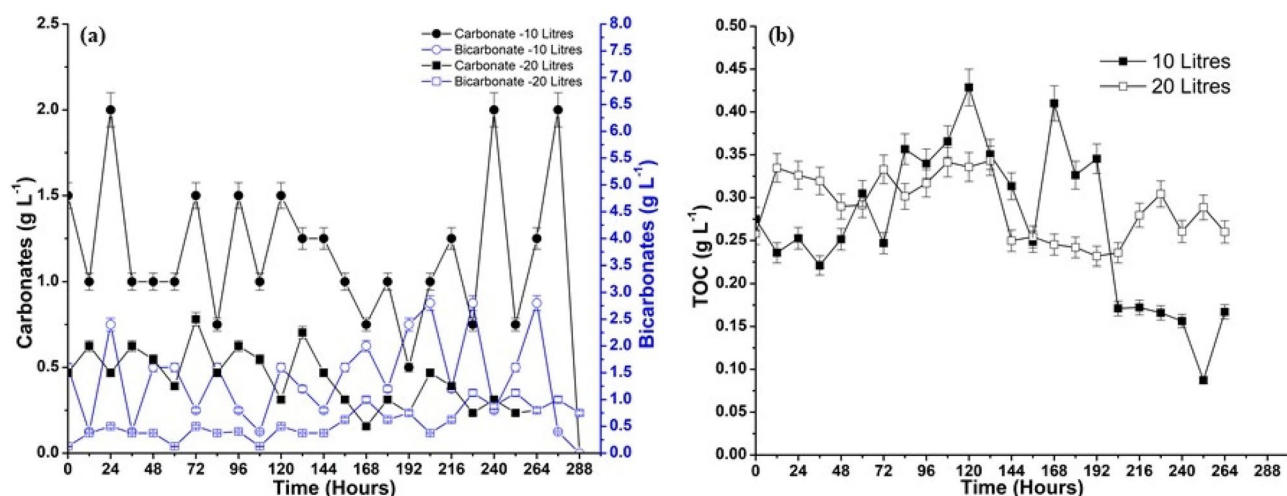 (a)
Carbonate -10 Litres
Bicarbonate -10 Litres
Carbonate -20 Litres
Bicarbonate -20 Litres
2.5
2.0
1.5
1.0
0.5
0.0
Carbonates (g L-1)
8.0
7.5
7.0
6.5
6.0
5.5
5.0
4.5
4.0
3.5
3.0
2.5
2.0
1.5
1.0
0.5
0.0
Bicarbonates (g L-1)
0 24 48 72 96 120 144 168 192 216 240 264 288
Time (Hours)
(b)
10 Litres
20 Litres
0.50
0.45
0.40
0.35
0.30
0.25
0.20
0.15
0.10
0.05
0.00
TOC (g L-1)
0 24 48 72 96 120 144 168 192 216 240 264 288
Time (Hours)